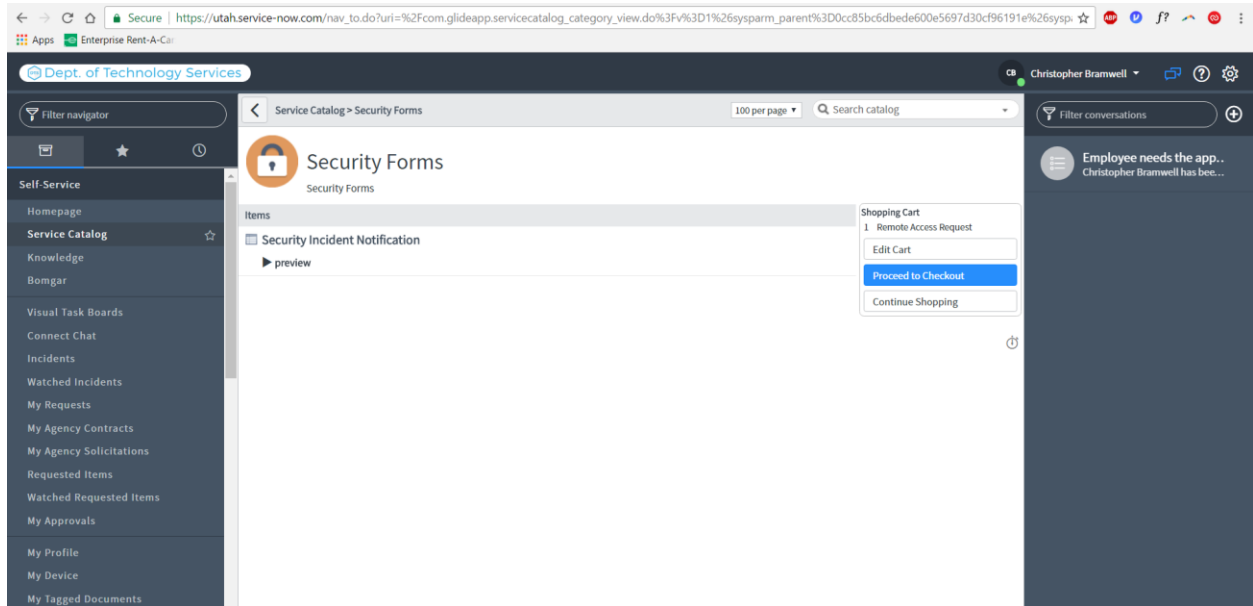 Secure | https://utah.service-now.com/nav_to.do?uri=%2Fcom.glideapp.servicecatalog_category_view.do%3Fv%3D1%26sysparm_parent%3D0cc85bc6dbede600e5697d30cf96191e%26sysp
ABP
f?
Apps Enterprise Rent-A-Car
Dept. of Technology Services
CB Christopher Bramwell
Filter navigator
Service Catalog > Security Forms
100 per page
Search catalog
Filter conversations
Security Forms
Security Forms
Employee needs the app..
Christopher Bramwell has bee...
Self-Service
Homepage
Service Catalog
Knowledge
Bomgar
Visual Task Boards
Connect Chat
Incidents
Watched Incidents
My Requests
My Agency Contracts
My Agency Solicitations
Requested Items
Watched Requested Items
My Approvals
My Profile
My Device
My Tagged Documents
Items
Security Incident Notification
preview
Shopping Cart
1 Remote Access Request
Edit Cart
Proceed to Checkout
Continue Shopping